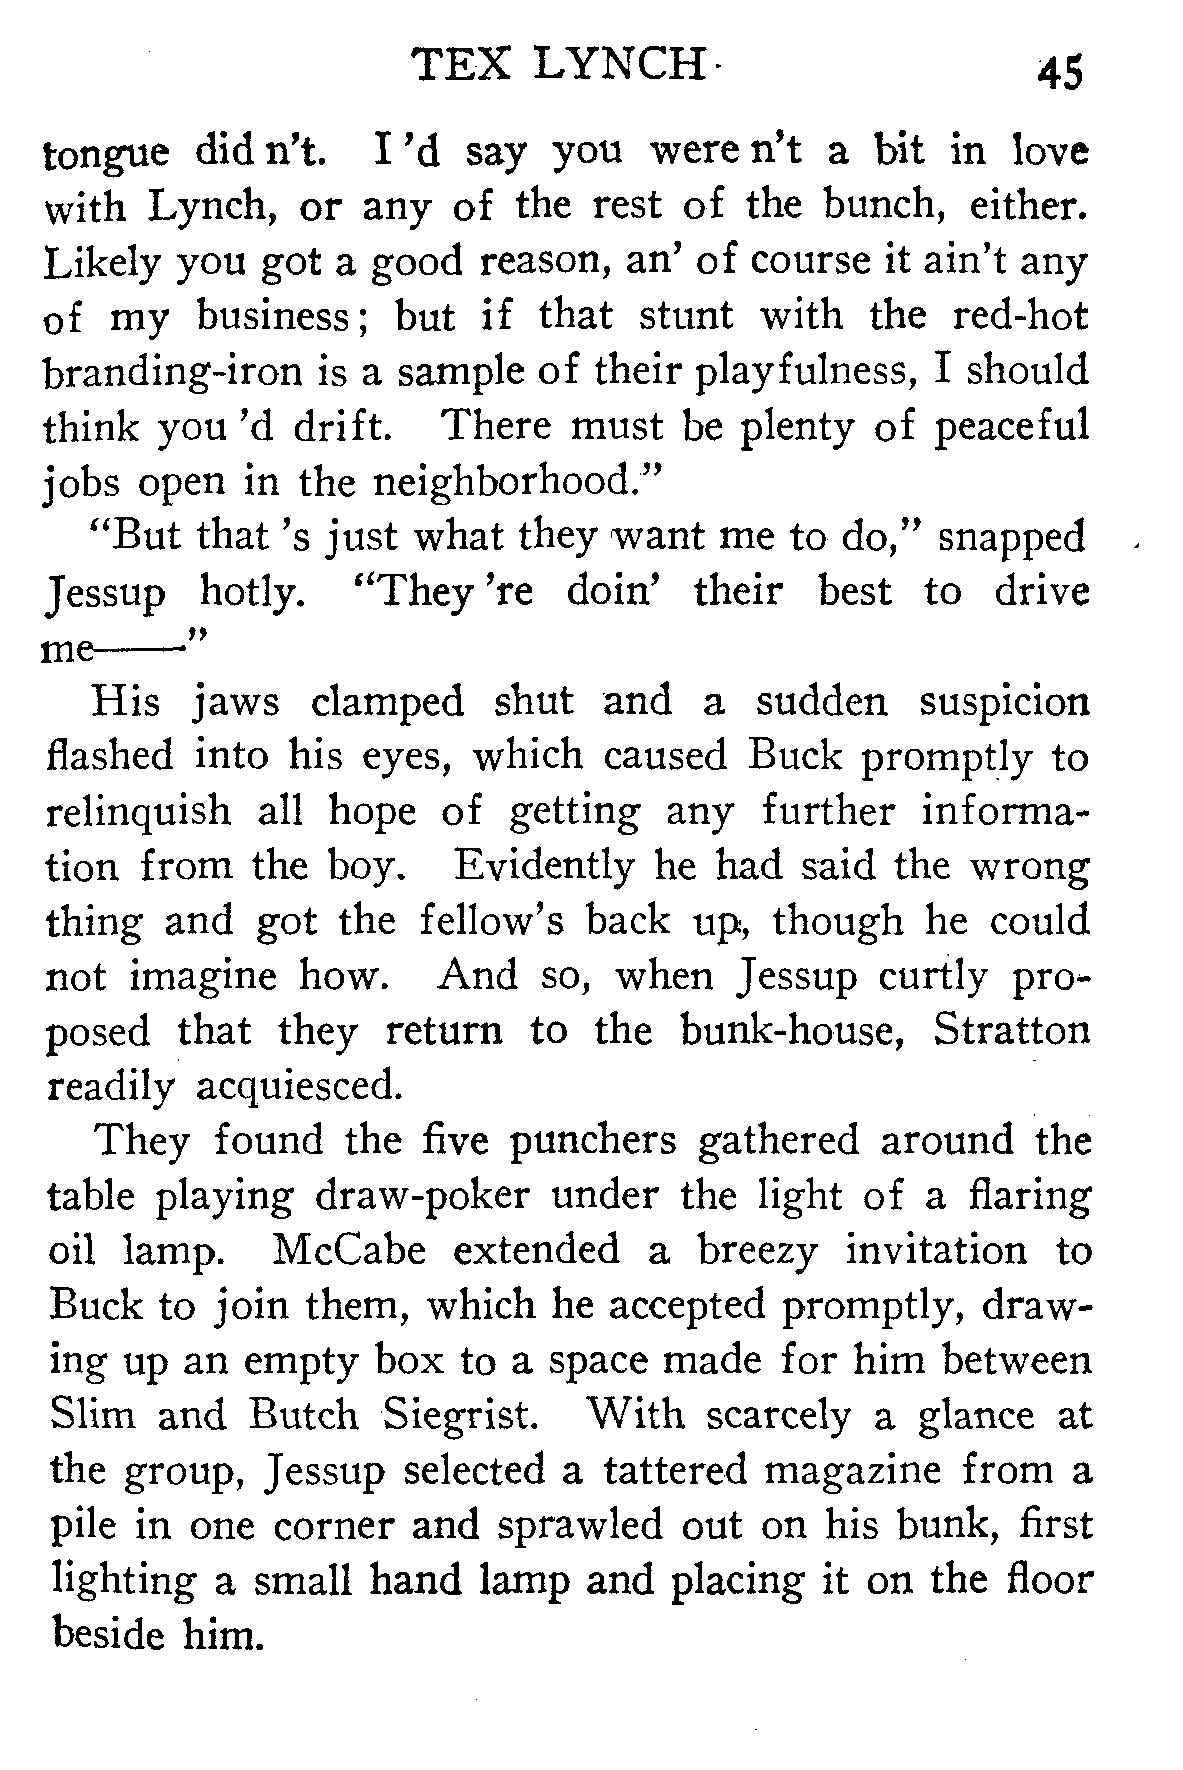 TEX LYNCH 45
tongue did n't. I 'd say you were n't a bit in love
with Lynch, or any of the rest of the bunch, either.
Likely you got a good reason, an' of course it ain't any
of my business; but if that stunt with the red-hot
branding-iron is a sample of their playfulness, I should
think you 'd drift. There must be plenty of peaceful
jobs open in the neighborhood."
"But that 's just what they want me to do," snapped
Jessup hotly. "They 're doin' their best to drive
me——"
His jaws clamped shut and a sudden suspicion
flashed into his eyes, which caused Buck promptly to
relinquish all hope of getting any further informa-
tion from the boy. Evidently he had said the wrong
thing and got the fellow's back up, though he could
not imagine how. And so, when Jessup curtly pro-
posed that they return to the bunk-house, Stratton
readily acquiesced.
They found the five punchers gathered around the
table playing draw-poker under the light of a flaring
oil lamp. McCabe extended a breezy invitation to
Buck to join them, which he accepted promptly, draw-
ing up an empty box to a space made for him between
Slim and Butch Siegrist. With scarcely a glance at
the group, Jessup selected a tattered magazine from a
pile in one corner and sprawled out on his bunk, first
lighting a small hand lamp and placing it on the floor
beside him.